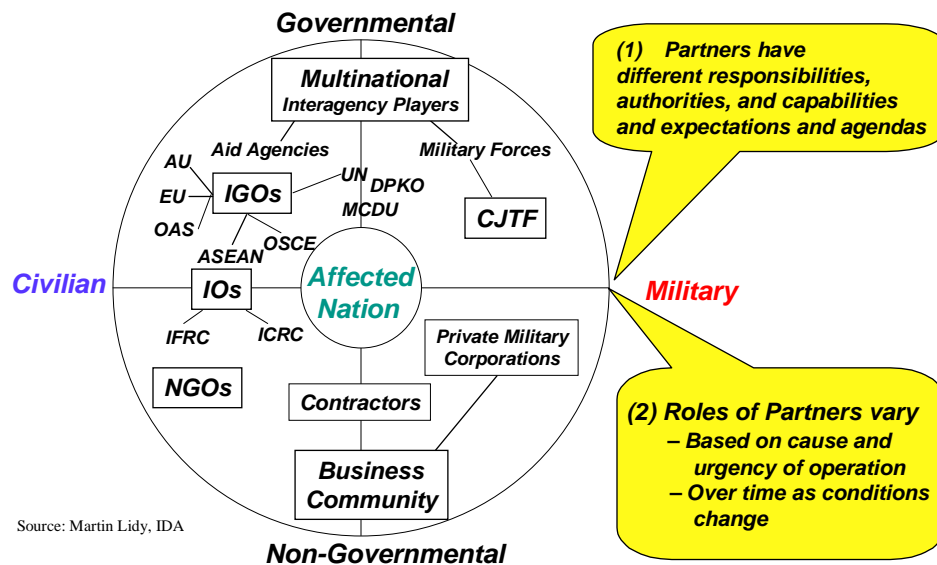 Governmental
Multinational
Interagency Players
Aid Agencies
Military Forces
AU
EU
OAS
IGOs
UN
DPKO
MCDU
CJTF
ASEAN
OSCE
Civilian
IOs
Affected
Nation
Military
IFRC
ICRC
Private Military
Corporations
NGOs
Contractors
Business
Community
Source: Martin Lidy, IDA
Non-Governmental
(1) Partners have
different responsibilities,
authorities, and capabilities
and expectations and agendas
(2) Roles of Partners vary
– Based on cause and
urgency of operation
– Over time as conditions
change